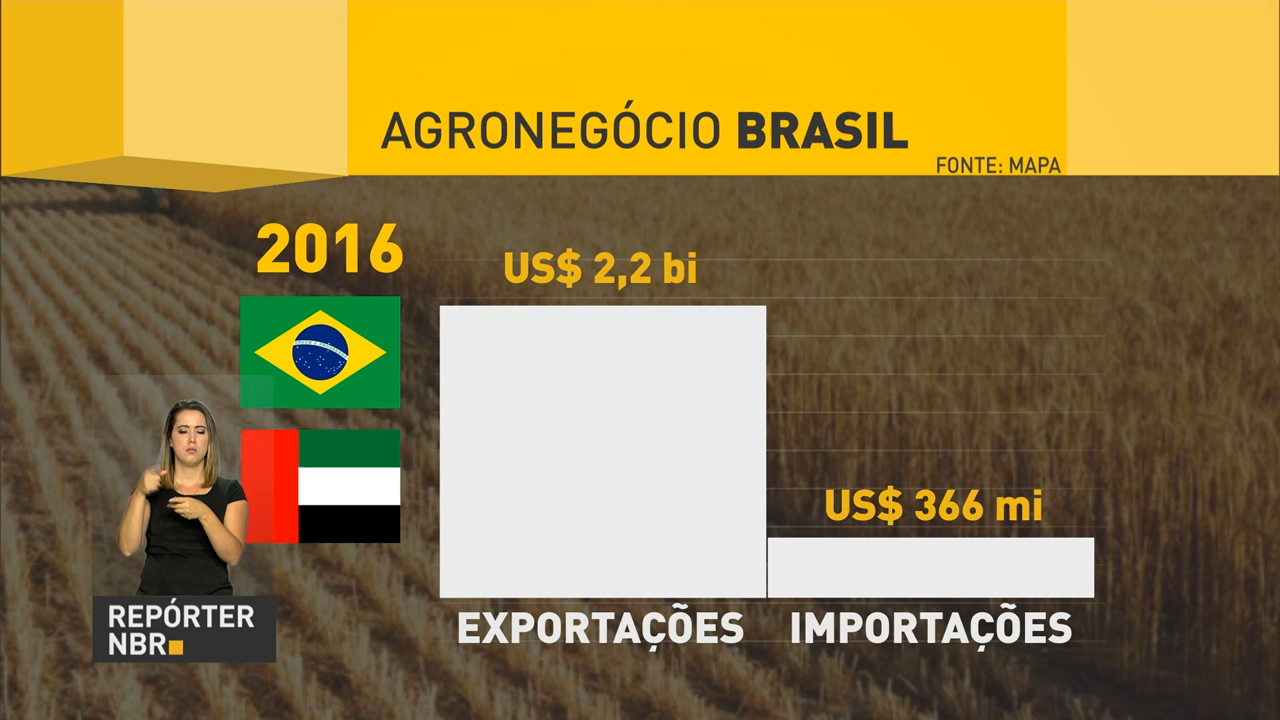 AGRONEGÓCIO BRASIL
FONTE: MAPA
2016
US$ 2,2 bi
US$ 366 mi
EXPORTAÇÕES IMPORTAÇÕES
REPÓRTER
NBR